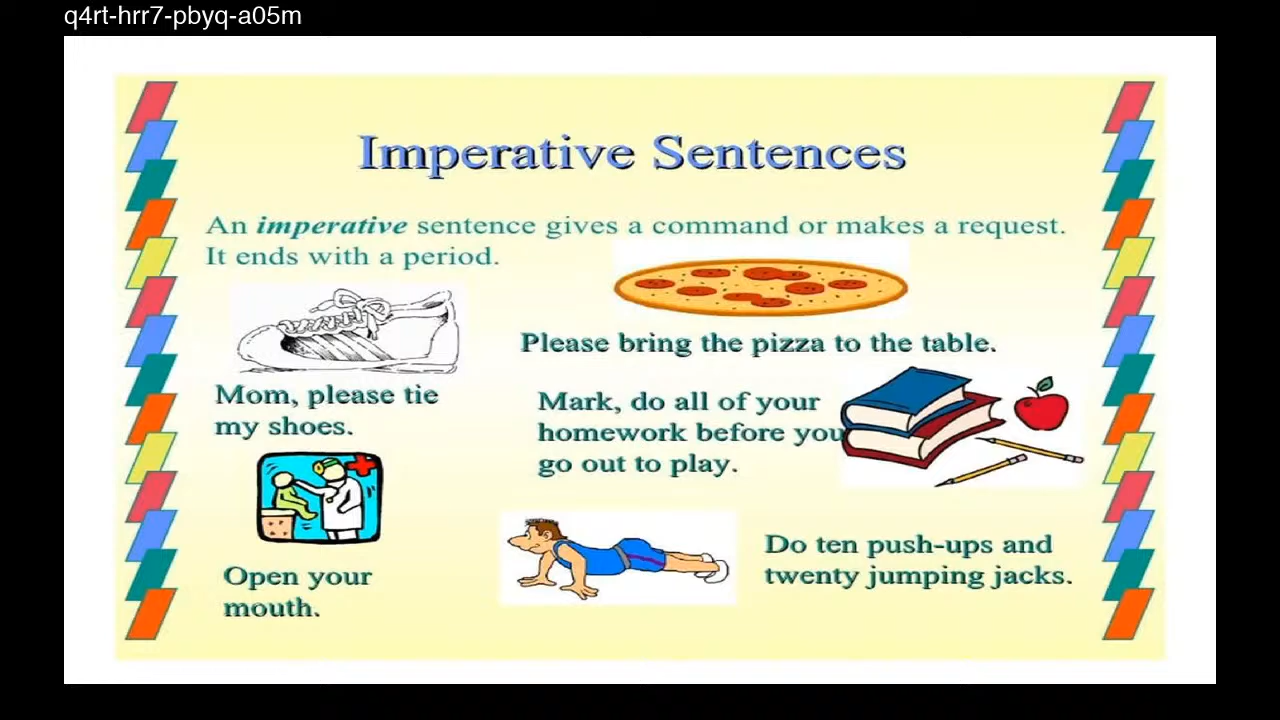 q4rt-hrr7-pbyq-a05m
Imperative Sentences
An imperative sentence gives a command or makes a request.
It ends with a period.
Please bring the pizza to the table.
Mom, please tie
my shoes.
Mark, do all of your
homework before you
go out to play.
Open your
mouth.
Do ten push-ups and
twenty jumping jacks.